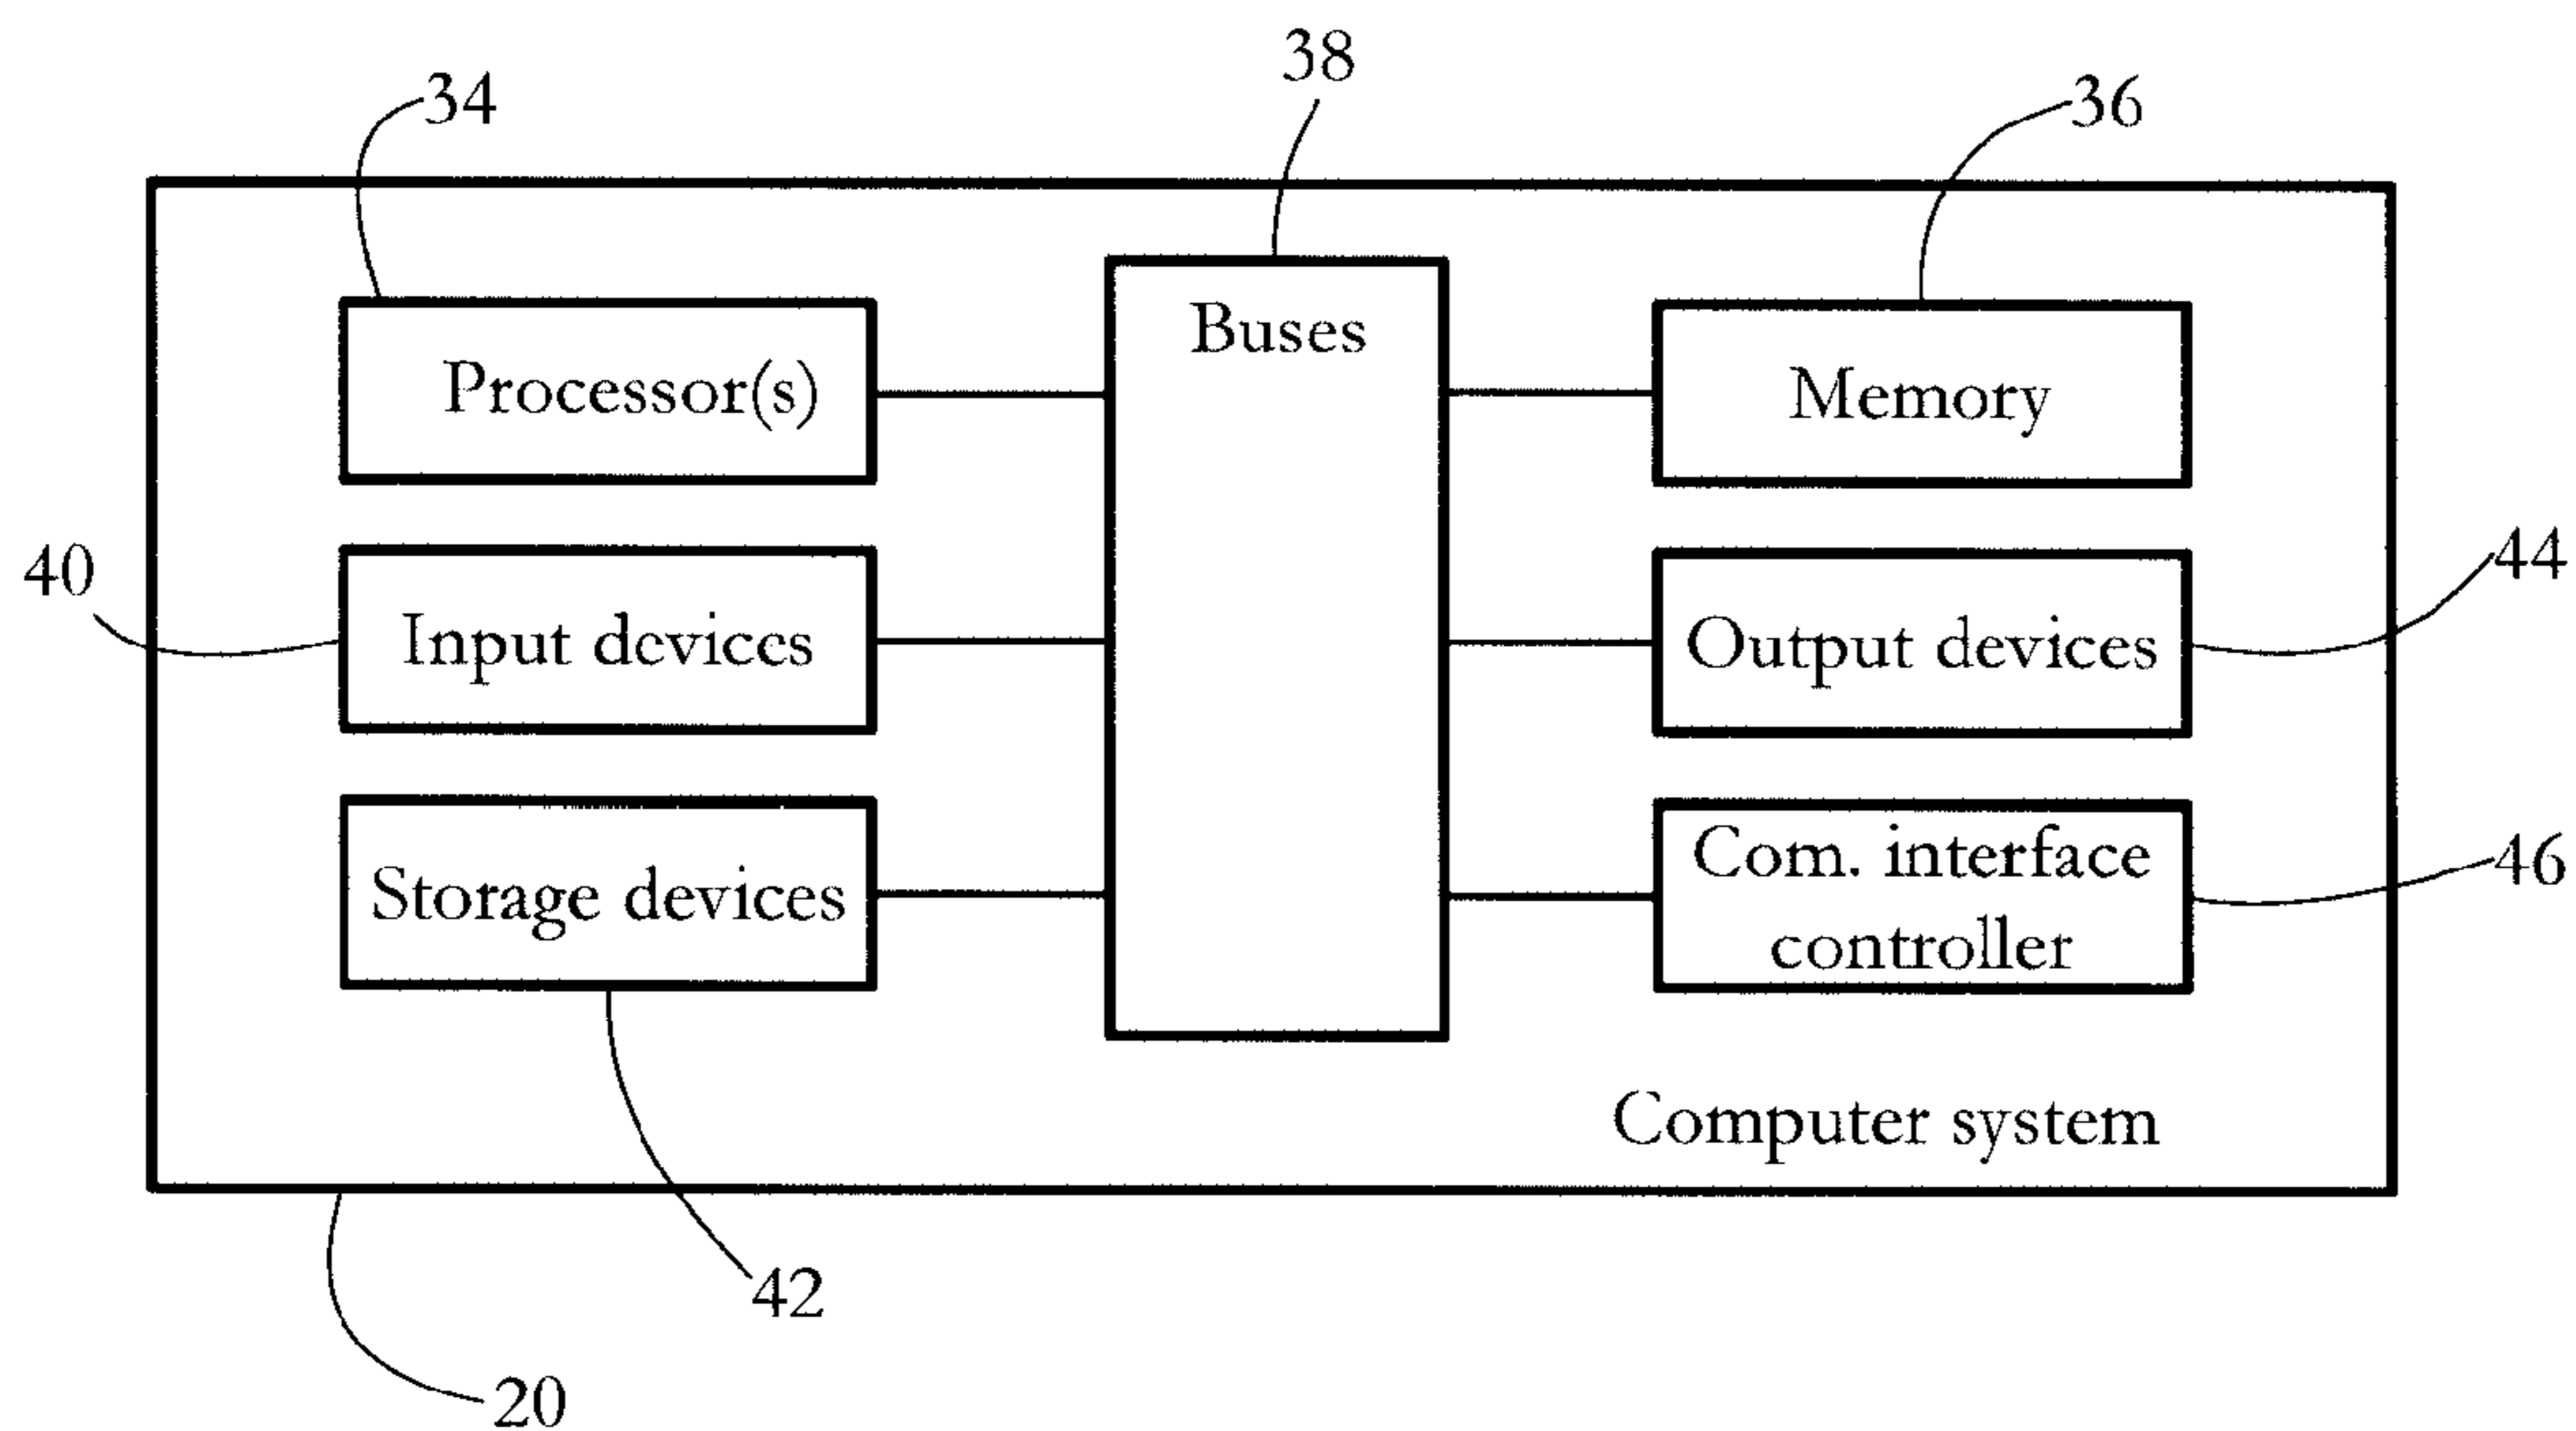 38
34
36
Buses
Processor(s)
Memory
40
44
Input devices
Output devices
Storage devices
Com. interface
controller
46
Computer system
42
20